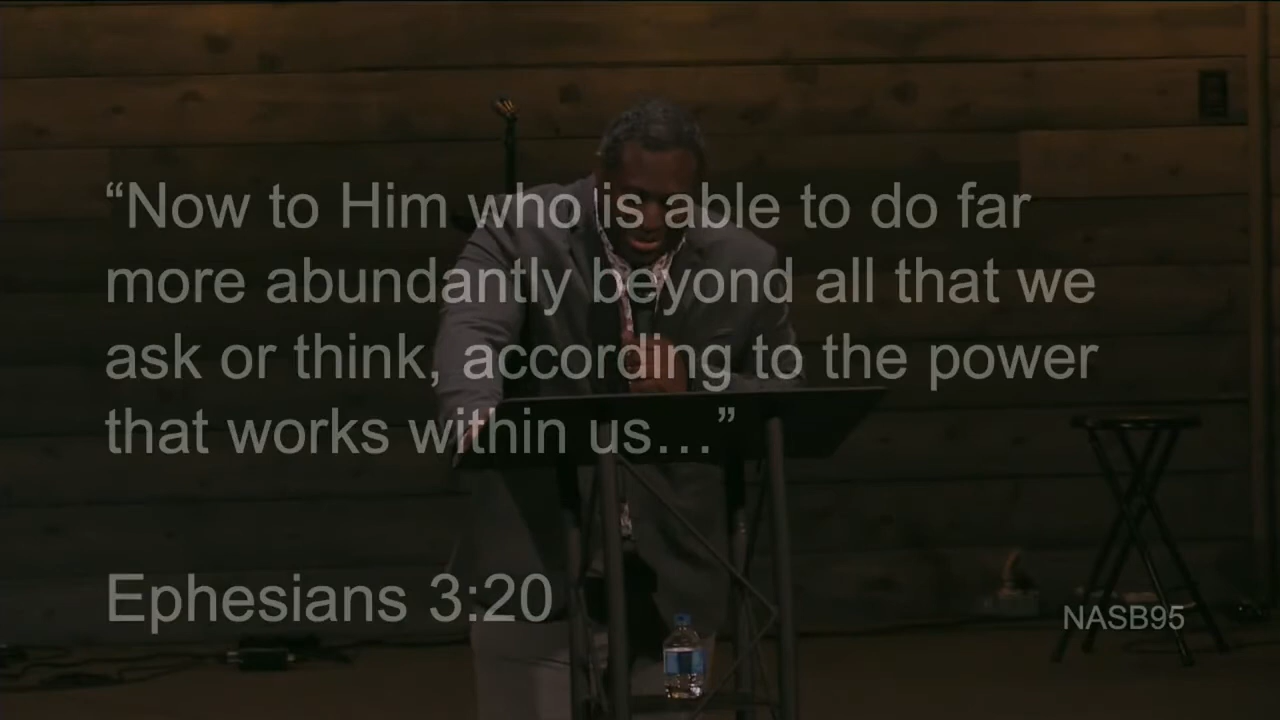 “Now to Him who is able to do far
more abundantly beyond all that we
ask or think, according to the power
that works within us…”
Ephesians 3:20
NASB95